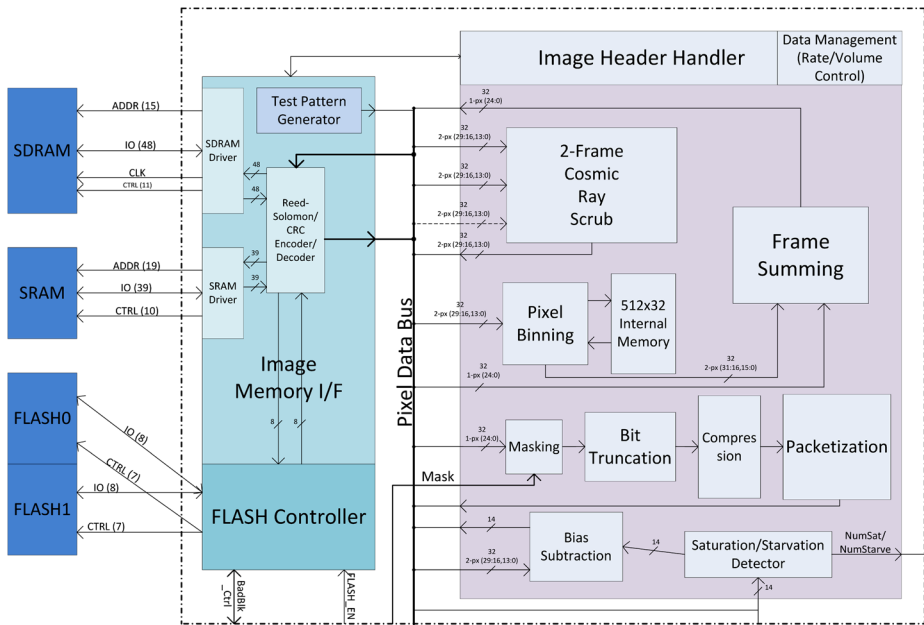 Image Header Handler
Data Management
(Rate/Volume
Control)
SDRAM
ADDR (15)
IO (48)
CLK
CTRL (11)
SDRAM
Driver
48
48
Test Pattern
Generator
Reed-
Solomon/
CRC
Encoder/
Decoder
SRAM
ADDR (19)
IO (39)
CTRL (10)
SRAM
Driver
39
39
Image
Memory I/F
8
8
FLASH0
FLASH1
IO (8)
CTRL (7)
IO (8)
CTRL (7)
FLASH Controller
BadBlk
_Ctrl
FLASH_EN
Pixel Data Bus
Mask
32
1-px (24:0)
32
2-px (29:16,13:0)
32
2-px (29:16,13:0)
32
2-px (29:16,13:0)
32
2-px (29:16,13:0)
2-Frame
Cosmic
Ray
Scrub
Frame
Summing
32
2-px (29:16,13:0)
Pixel
Binning
512x32
Internal
Memory
32
2-px (31:16,15:0)
32
1-px (24:0)
32
1-px (24:0)
Masking
Bit
Truncation
Compres
sion
Packetization
14
32
2-px (29:16,13:0)
Bias
Subtraction
14
Saturation/Starvation
Detector
NumSat/
NumStarve
14